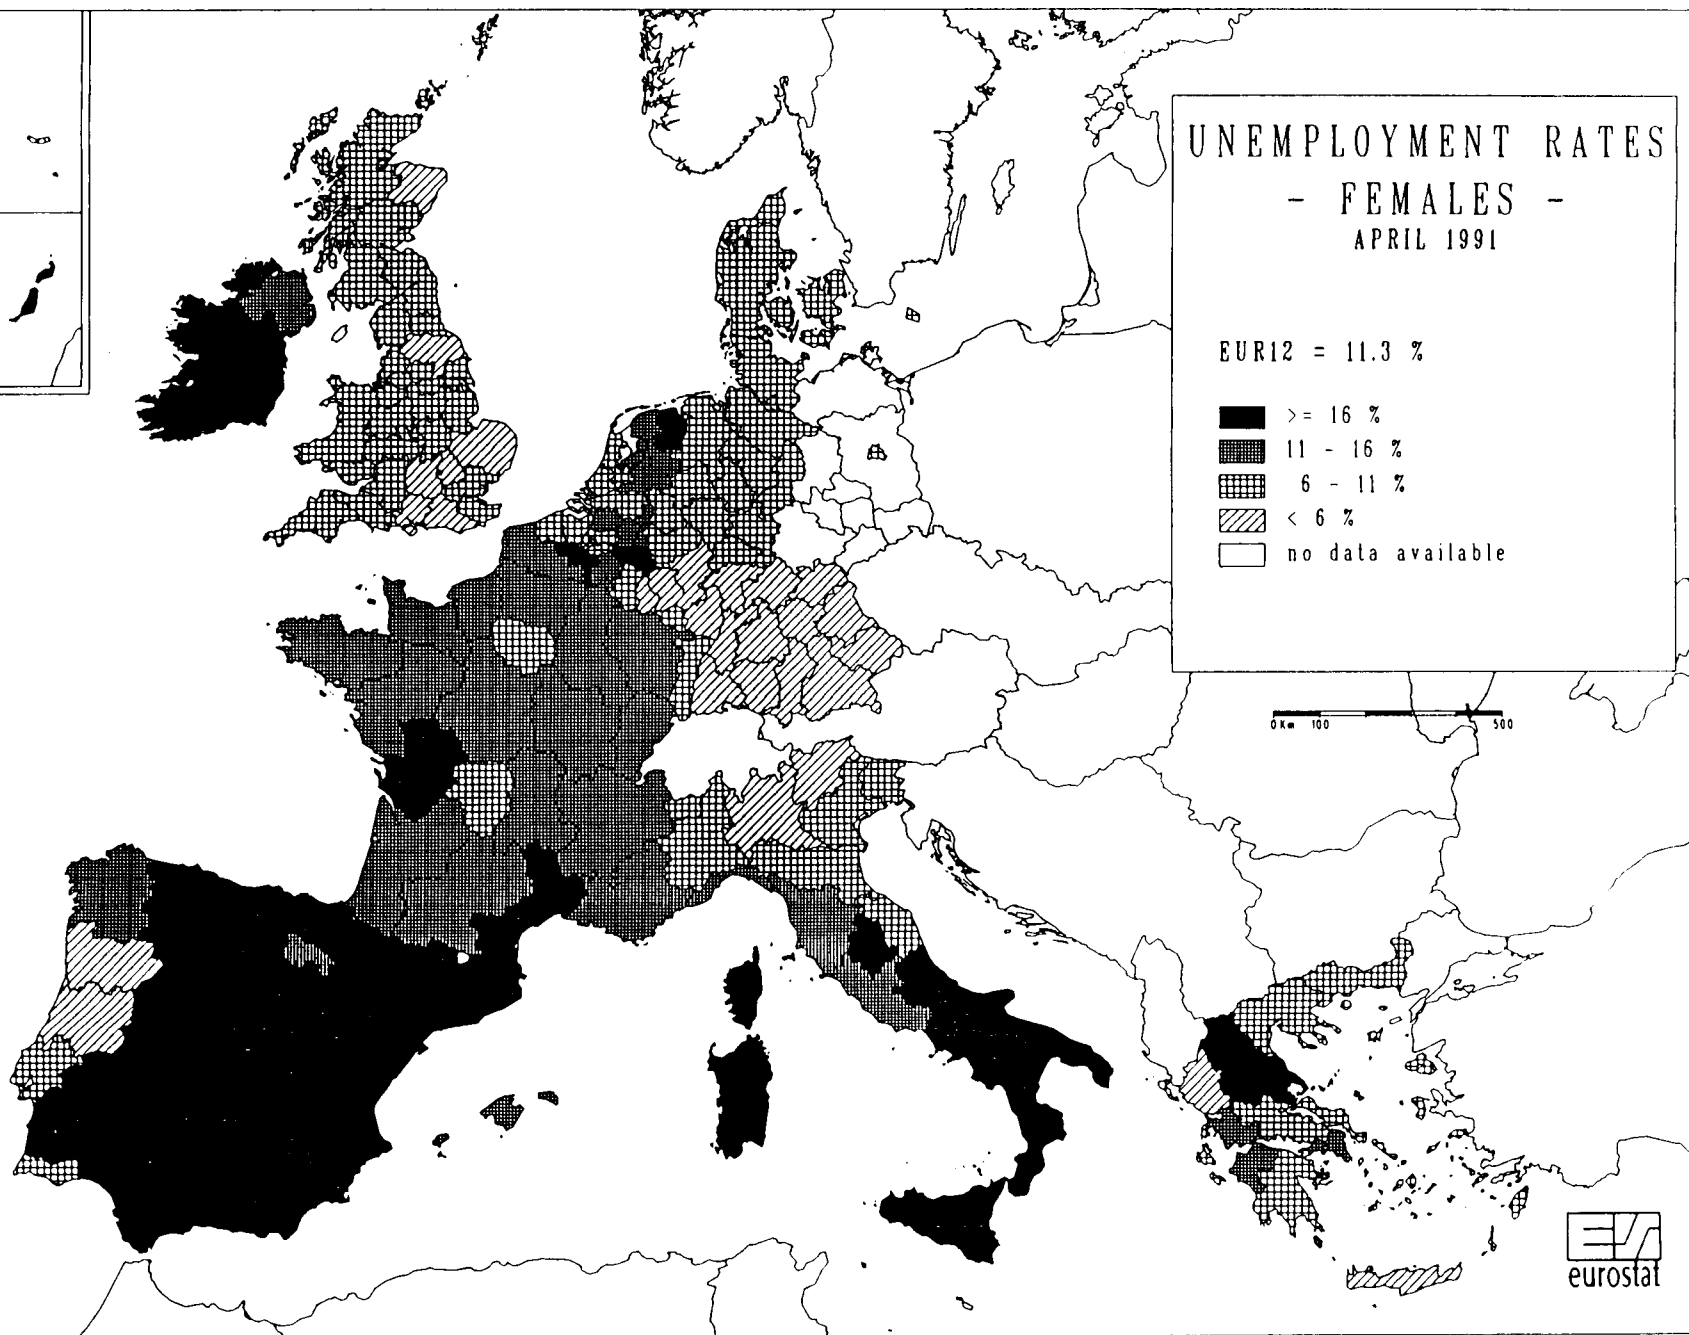 UNEMPLOYMENT RATES
- FEMALES -
APRIL 1991
EUR12 = 11.3 %
>= 16 %
11 - 16 %
6 - 11 %
< 6 %
no data available
0 Km 100 500
eurostat